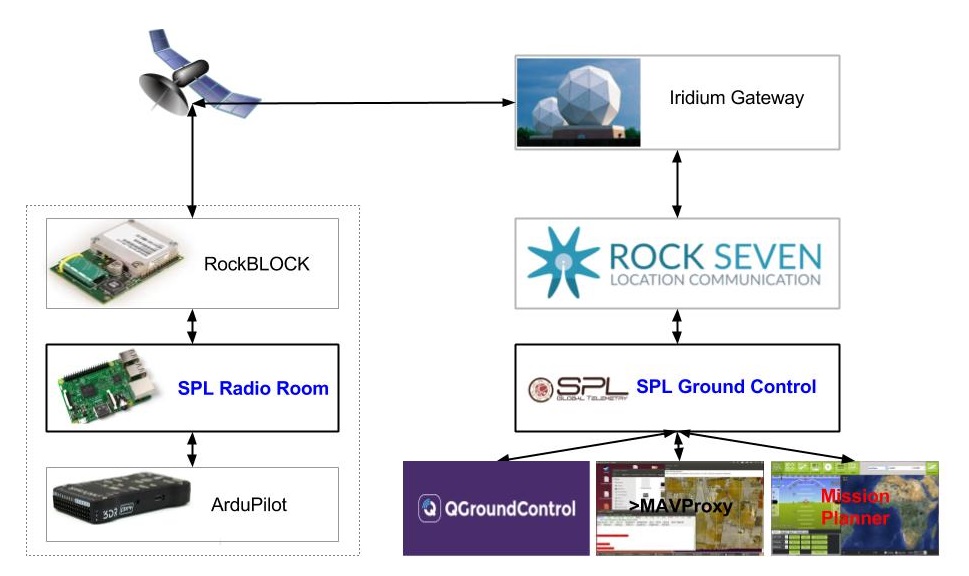 Iridium Gateway
RockBLOCK
ROCK SEVEN
LOCATION COMMUNICATION
SPL Radio Room
SPL
GLOBAL TELEMETRY
SPL Ground Control
3DR
ArduPilot
QGroundControl
>MAVProxy
Mission
Planner